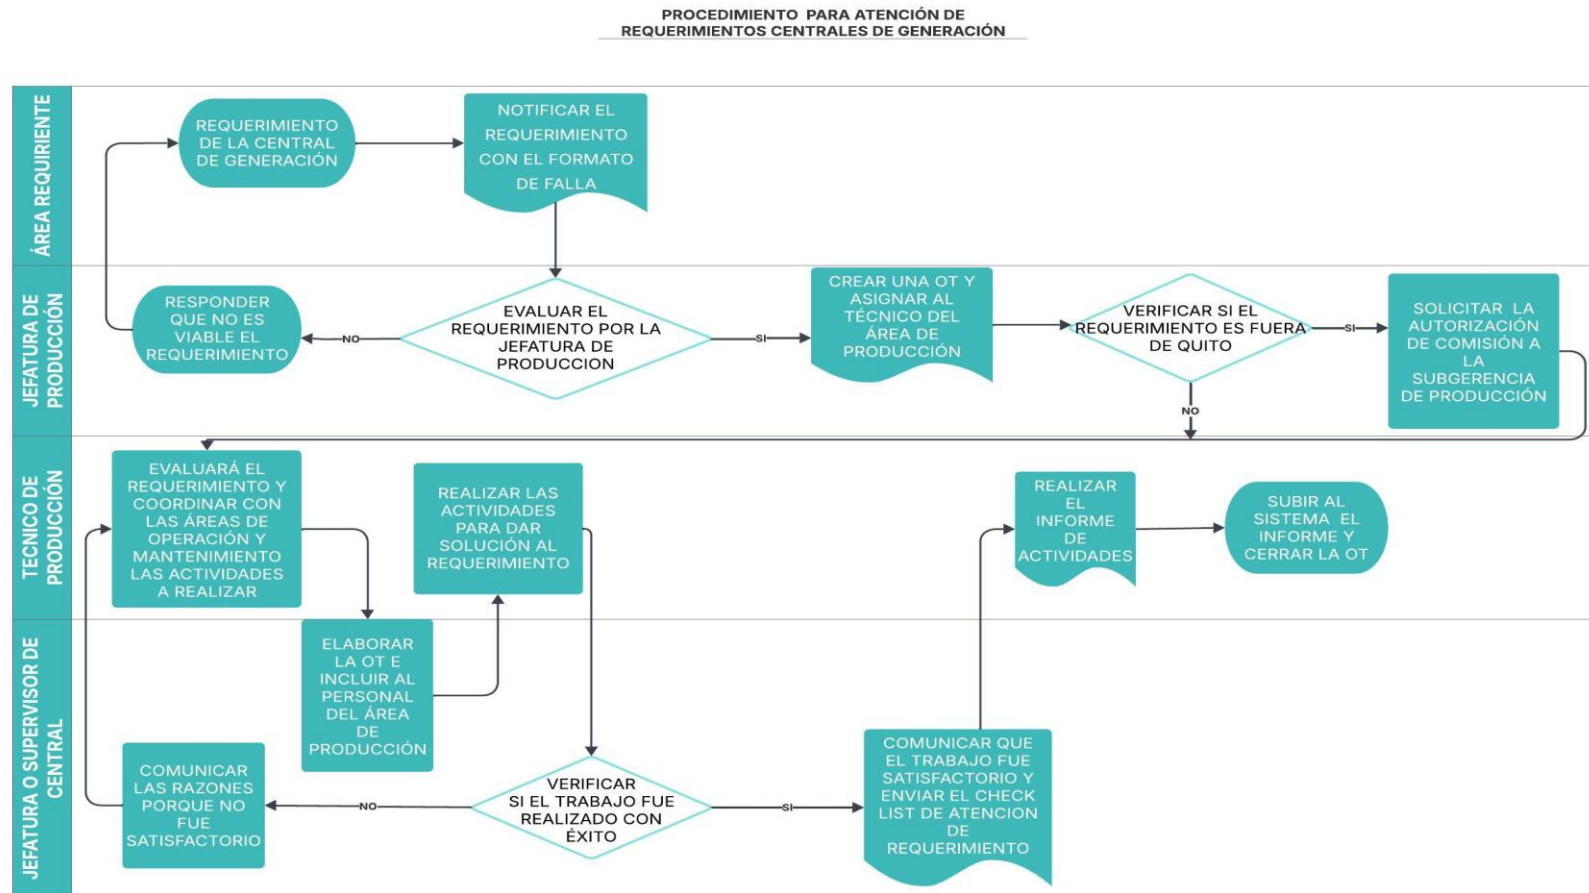 PROCEDIMIENTO PARA ATENCIÓN DE
REQUERIMIENTOS CENTRALES DE GENERACIÓN
ÁREA REQUIRIENTE
REQUERIMIENTO
DE LA CENTRAL
DE GENERACIÓN
NOTIFICAR EL
REQUERIMIENTO
CON EL FORMATO
DE FALLA
JEFATURA DE
PRODUCCIÓN
RESPONDER
QUE NO ES
VIABLE EL
REQUERIMIENTO
NO
EVALUAR EL
REQUERIMIENTO POR LA
JEFATURA DE
PRODUCCION
SI
CREAR UNA OT Y
ASIGNAR AL
TÉCNICO DEL
ÁREA DE
PRODUCCIÓN
VERIFICAR SI EL
REQUERIMIENTO ES FUERA
DE QUITO
SI
NO
SOLICITAR LA
AUTORIZACIÓN
DE COMISIÓN A
LA
SUBGERENCIA
DE PRODUCCIÓN
TECNICO DE
PRODUCCIÓN
EVALUARÁ EL
REQUERIMIENTO Y
COORDINAR CON
LAS ÁREAS DE
OPERACIÓN Y
MANTENIMIENTO
LAS ACTIVIDADES
A REALIZAR
REALIZAR LAS
ACTIVIDADES
PARA DAR
SOLUCIÓN AL
REQUERIMIENTO
REALIZAR
EL
INFORME
DE
ACTIVIDADES
SUBIR AL
SISTEMA EL
INFORME Y
CERRAR LA OT
JEFATURA O SUPERVISOR DE
CENTRAL
ELABORAR
LA OT E
INCLUIR AL
PERSONAL
DEL ÁREA
DE
PRODUCCIÓN
COMUNICAR
LAS RAZONES
PORQUE NO
FUE
SATISFACTORIO
NO
VERIFICAR
SI EL TRABAJO FUE
REALIZADO CON
ÉXITO
SI
COMUNICAR QUE
EL TRABAJO FUE
SATISFACTORIO Y
ENVIAR EL CHECK
LIST DE ATENCION
DE
REQUERIMIENTO